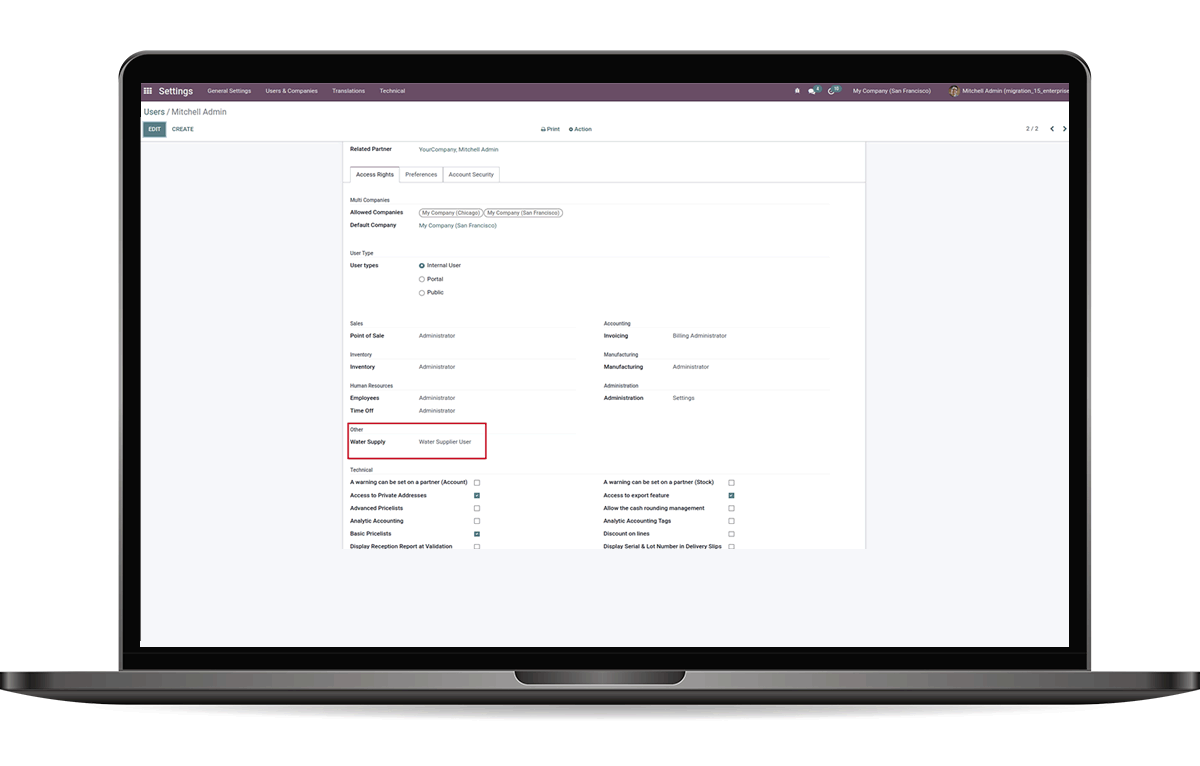 Settings General Settings Users & Companies Translations Technical 4 10 My Company (San Francisco) Mitchell Admin (migration_15_enterprise
Users / Mitchell Admin
EDIT CREATE Print Action 2 / 2
Related Partner YourCompany, Mitchell Admin
Access Rights Preferences Account Security
Multi Companies
Allowed Companies My Company (Chicago) My Company (San Francisco)
Default Company My Company (San Francisco)
User Type
User types Internal User
Portal
Public
Sales Accounting
Point of Sale Administrator Invoicing Billing Administrator
Inventory Manufacturing
Inventory Administrator Manufacturing Administrator
Human Resources Administration
Employees Administrator Administration Settings
Time Off Administrator
Other
Water Supply Water Supplier User
Technical
A warning can be set on a partner (Account) A warning can be set on a partner (Stock)
Access to Private Addresses Access to export feature
Advanced Pricelists Allow the cash rounding management
Analytic Accounting Analytic Accounting Tags
Basic Pricelists Discount on lines
Display Reception Report at Validation Display Serial & Lot Number in Delivery Slips